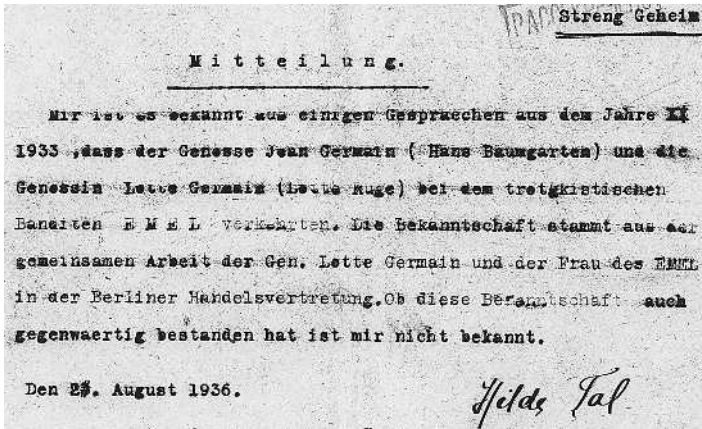 Streng Geheim
Mitteilung.
Mir ist es bekannt aus einigen Gespraechen aus dem Jahre
1933 ,dass der Genosse Jean Germain ( Hans Baumgarten) und die
Genossin Lotte Germain (Lotte Ruge) bei dem trotzkistischen
Banditen E M E L verkehrten. Die Bekanntschaft stammt aus der
gemeinsamen Arbeit der Gen. Lotte Germain und der Frau des EMEL
in der Berliner Handelsvertretung.Ob diese Bekanntschaft auch
gegenwaertig bestanden hat ist mir nicht bekannt.
Den August 1936.
Hilde Tal